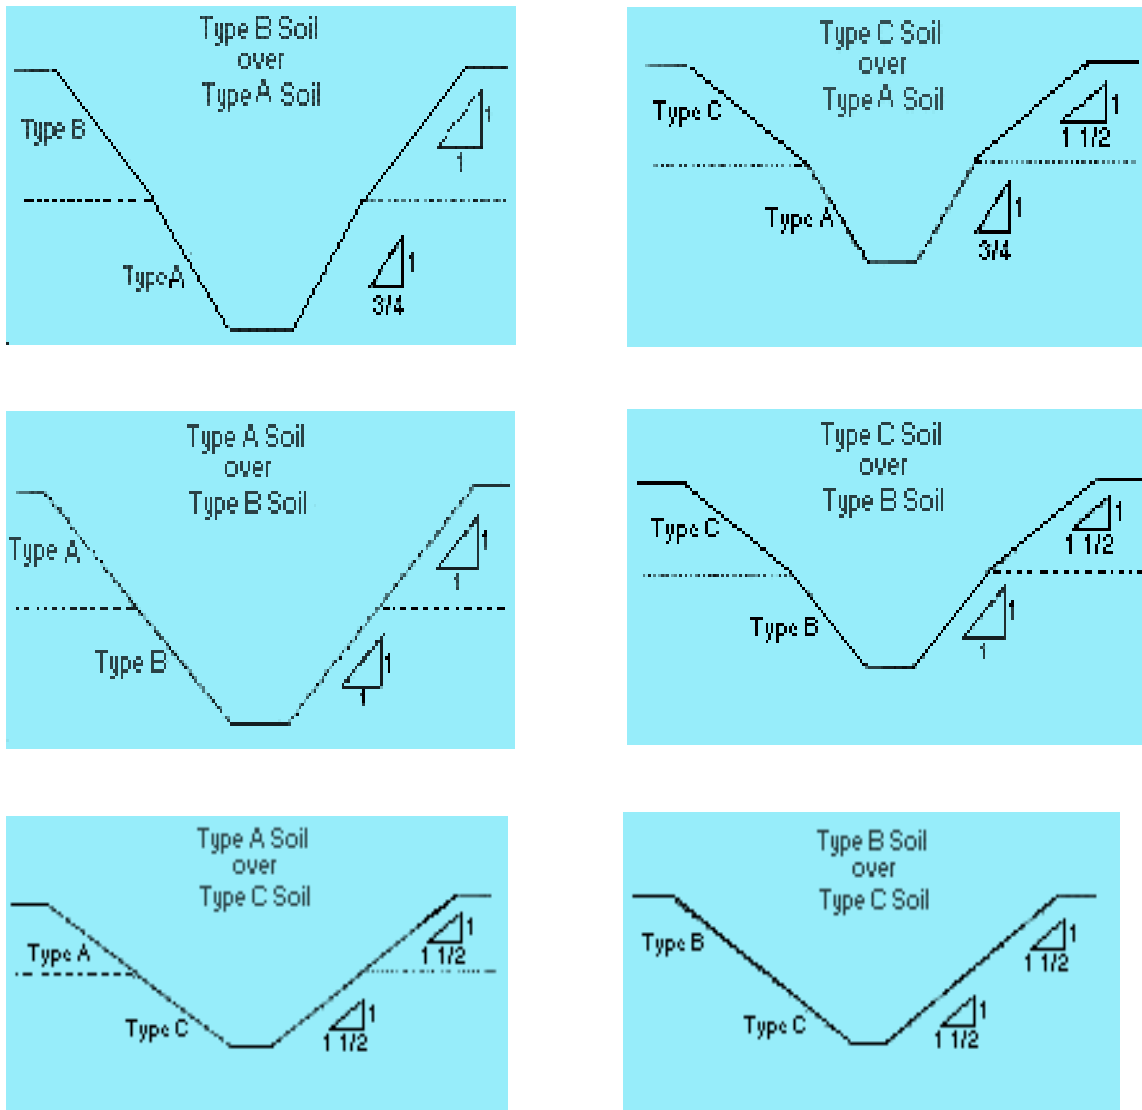 Type B Soil
over
Type A Soil
Type B
1
1
Type A
1
3/4
Type C Soil
over
Type A Soil
Type C
1
1 1/2
Type A
1
3/4
Type A Soil
over
Type B Soil
Type A
1
1
Type B
1
1
Type C Soil
over
Type B Soil
Type C
1
1 1/2
Type B
1
1
Type A Soil
over
Type C Soil
Type A
1
1 1/2
Type C
1
1 1/2
Type B Soil
over
Type C Soil
Type B
1
1 1/2
Type C
1
1 1/2